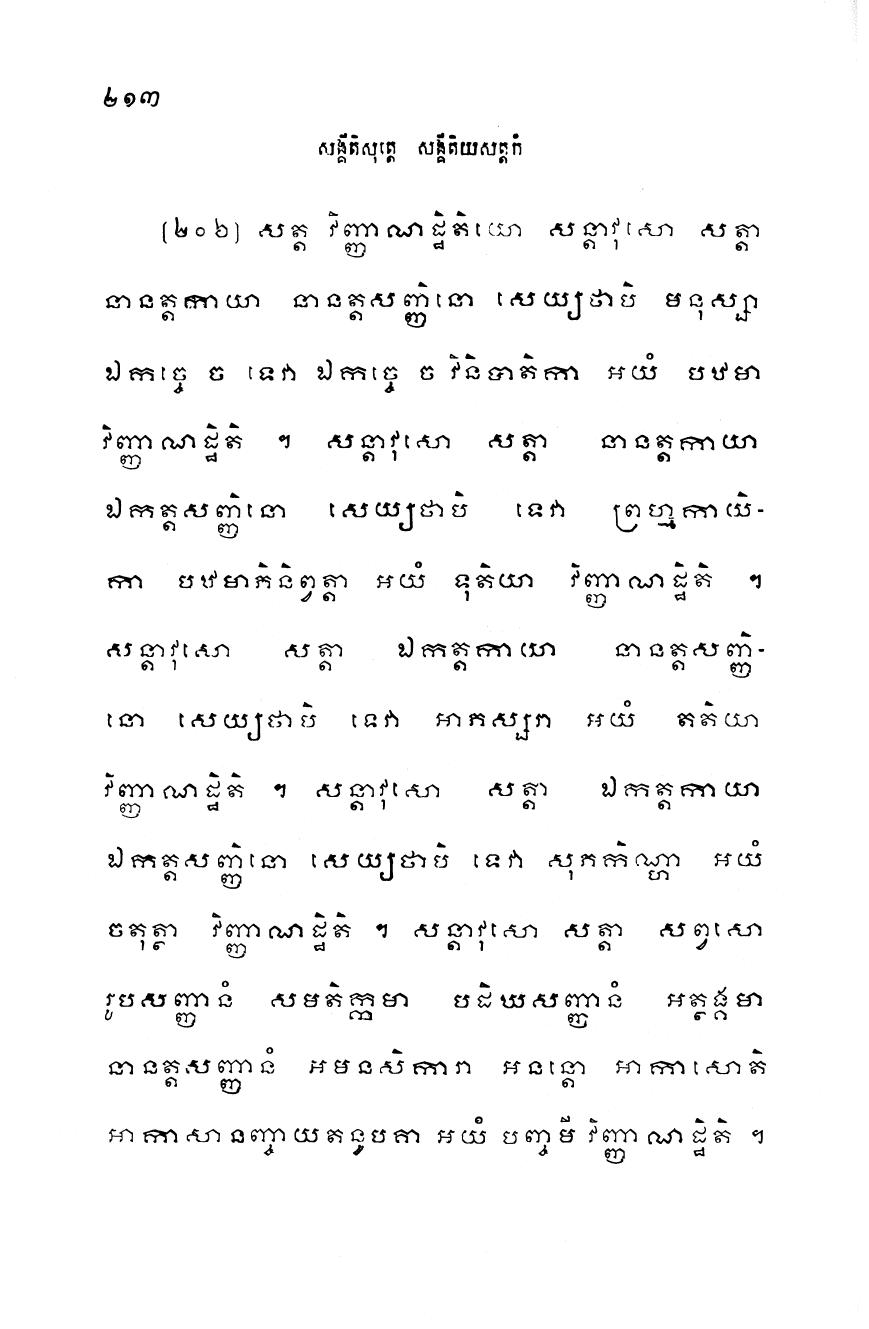 ២១៣
សង្គីតិសុត្តេ សង្គីតិយសត្តកំ
(២០៦) សត្ត វិញ្ញាណដ្ឋិតិយោ សន្តាវុសោ សត្តា
នានត្តកាយា នានត្តសញ្ញិនោ សេយ្យថាបិ មនុស្សា
ឯកច្ចេ ច ទេវា ឯកច្ចេ ច វិនិបាតិកា អយំ បឋមា
វិញ្ញាណដ្ឋិតិ ។ សន្តាវុសោ សត្តា នានត្តកាយា
ឯកត្តសញ្ញិនោ សេយ្យថាបិ ទេវា ព្រហ្មកាយិ-
កា បឋមាភិនិព្វត្តា អយំ ទុតិយា វិញ្ញាណដ្ឋិតិ ។
សន្តាវុសោ សត្តា ឯកត្តកាយា នានត្តសញ្ញិ-
នោ សេយ្យថាបិ ទេវា អាភស្សរា អយំ តតិយា
វិញ្ញាណដ្ឋិតិ ។ សន្តាវុសោ សត្តា ឯកត្តកាយា
ឯកត្តសញ្ញិនោ សេយ្យថាបិ ទេវា សុភកិណ្ហា អយំ
ចតុត្ថា វិញ្ញាណដ្ឋិតិ ។ សន្តាវុសោ សត្តា សព្វសោ
រូបសញ្ញានំ សមតិក្កមា បដិឃសញ្ញានំ អត្ថង្គមា
នានត្តសញ្ញានំ អមនសិការា អនន្តោ អាកាសោតិ
អាកាសានញ្ចាយតនូបគា អយំ បញ្ចមី វិញ្ញាណដ្ឋិតិ ។